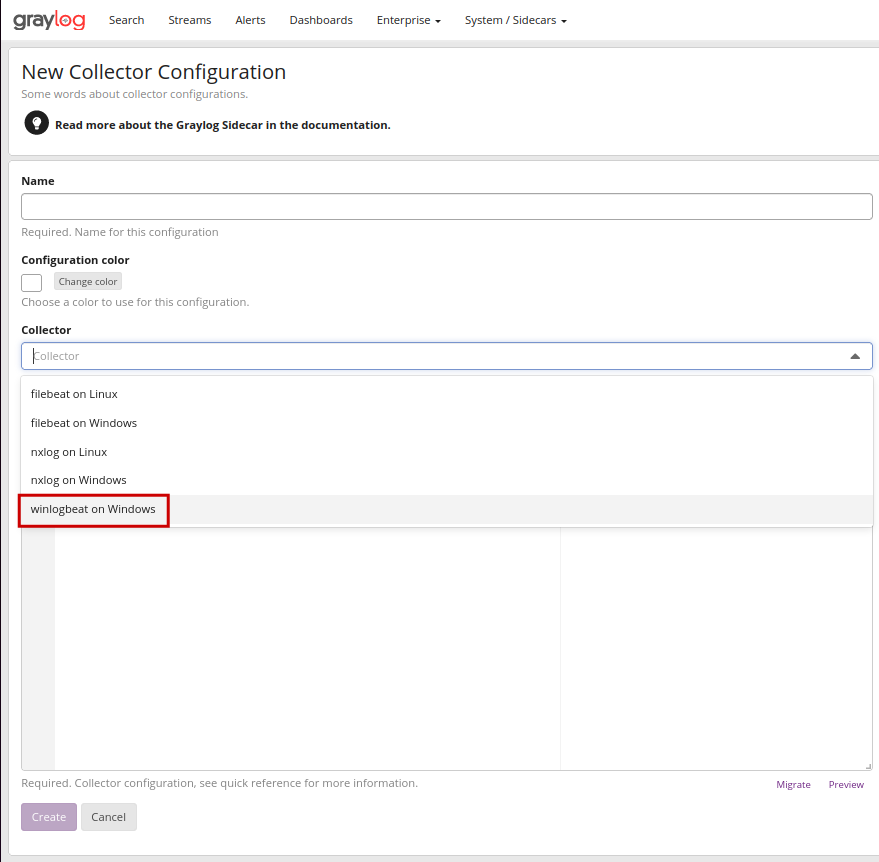 graylog Search Streams Alerts Dashboards Enterprise System / Sidecars
New Collector Configuration
Some words about collector configurations.
Read more about the Graylog Sidecar in the documentation.
Name
Required. Name for this configuration
Configuration color
Change color
Choose a color to use for this configuration.
Collector
Collector
filebeat on Linux
filebeat on Windows
nxlog on Linux
nxlog on Windows
winlogbeat on Windows
Required. Collector configuration, see quick reference for more information.
Migrate Preview
Create Cancel